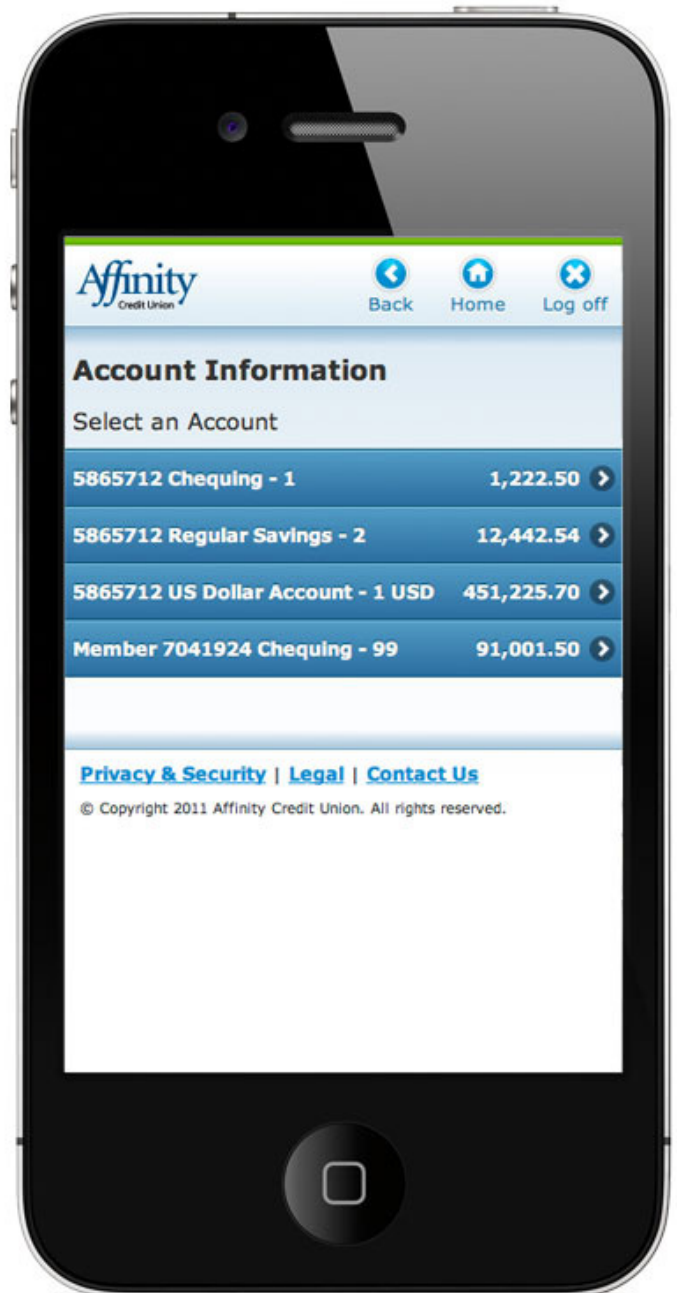 Affinity
Credit Union
Back Home Log off
Account Information
Select an Account
5865712 Chequing - 1 1,222.50
5865712 Regular Savings - 2 12,442.54
5865712 US Dollar Account - 1 USD 451,225.70
Member 7041924 Chequing - 99 91,001.50
Privacy & Security | Legal | Contact Us
© Copyright 2011 Affinity Credit Union. All rights reserved.